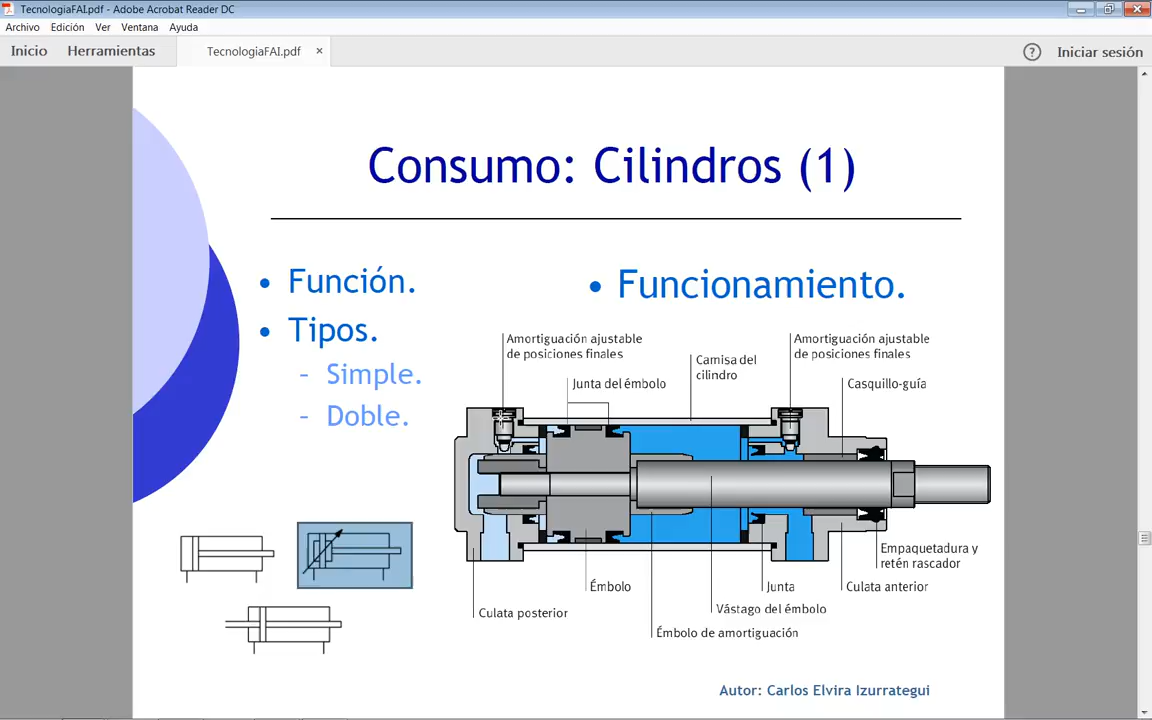 TecnologiaFAI.pdf - Adobe Acrobat Reader DC
Archivo Edición Ver Ventana Ayuda
Inicio Herramientas TecnologiaFAI.pdf × ? Iniciar sesión
Consumo: Cilindros (1)
• Función.
• Tipos.
– Simple.
– Doble.
• Funcionamiento.
Amortiguación ajustable
de posiciones finales
Junta del émbolo
Camisa del
cilindro
Amortiguación ajustable
de posiciones finales
Casquillo-guía
Culata posterior
Émbolo
Émbolo de amortiguación
Vástago del émbolo
Junta
Culata anterior
Empaquetadura y
retén rascador
Autor: Carlos Elvira Izurrategui